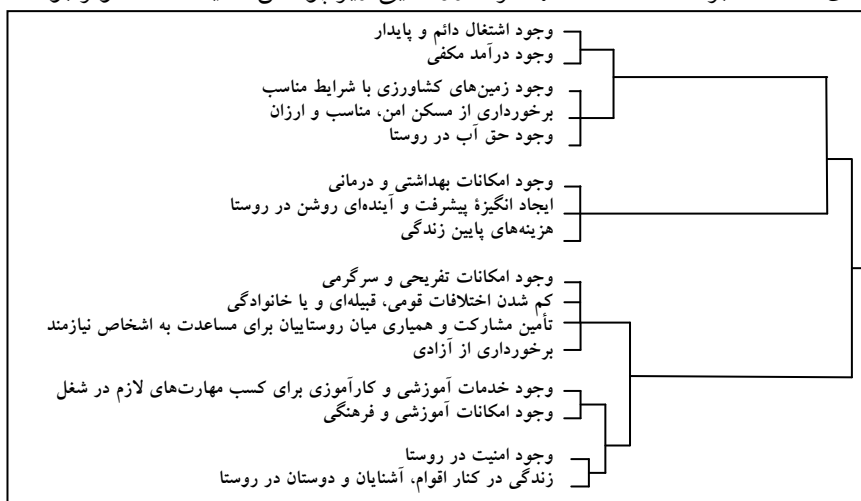 وجود اشتغال دائم و پایدار
وجود درآمد مکفی
وجود زمین‌های کشاورزی با شرایط مناسب
برخورداری از مسکن امن، مناسب و ارزان
وجود حق آب در روستا
وجود امکانات بهداشتی و درمانی
ایجاد انگیزهٔ پیشرفت و آینده‌ای روشن در روستا
هزینه‌های پایین زندگی
وجود امکانات تفریحی و سرگرمی
کم شدن اختلافات قومی، قبیله‌ای و یا خانوادگی
تأمین مشارکت و همیاری میان روستاییان برای مساعدت به اشخاص نیازمند
برخورداری از آزادی
وجود خدمات آموزشی و کارآموزی برای کسب مهارت‌های لازم در شغل
وجود امکانات آموزشی و فرهنگی
وجود امنیت در روستا
زندگی در کنار اقوام، آشنایان و دوستان در روستا